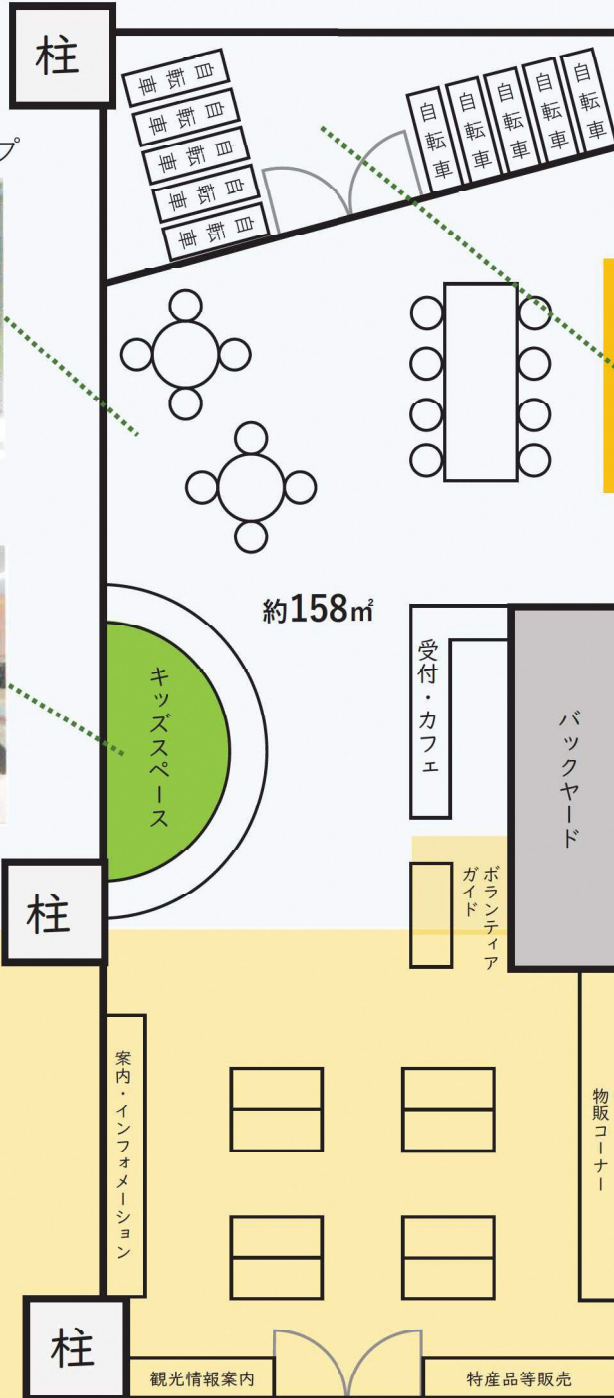 柱
プ
自転車
自転車
自転車
自転車
自転車
自転車
自転車
自転車
自転車
自転車
約158㎡
キッズスペース
受付・カフェ
バックヤード
ボランティア
ガイド
柱
案内・インフォメーション
物販コーナー
柱
観光情報案内
特産品等販売